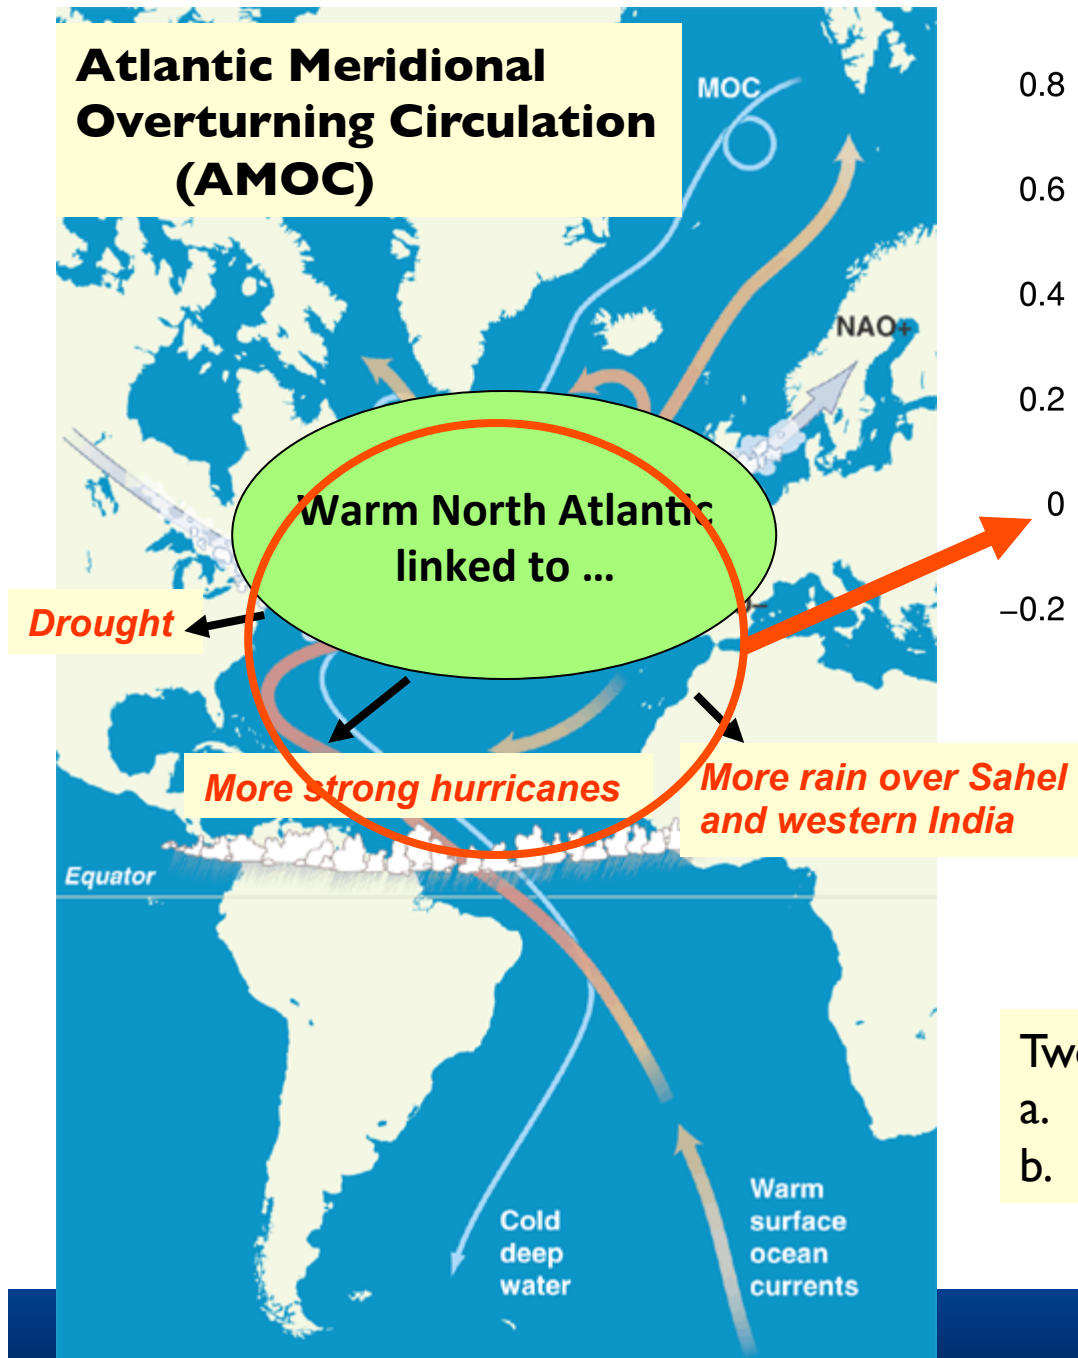 Atlantic Meridional
Overturning Circulation
(AMOC)
MOC
NAO+
Warm North Atlantic
linked to ...
Drought
More strong hurricanes
More rain over Sahel
and western India
Equator
Cold
deep
water
Warm
surface
ocean
currents
0.8
0.6
0.4
0.2
0
−0.2
a.
b.